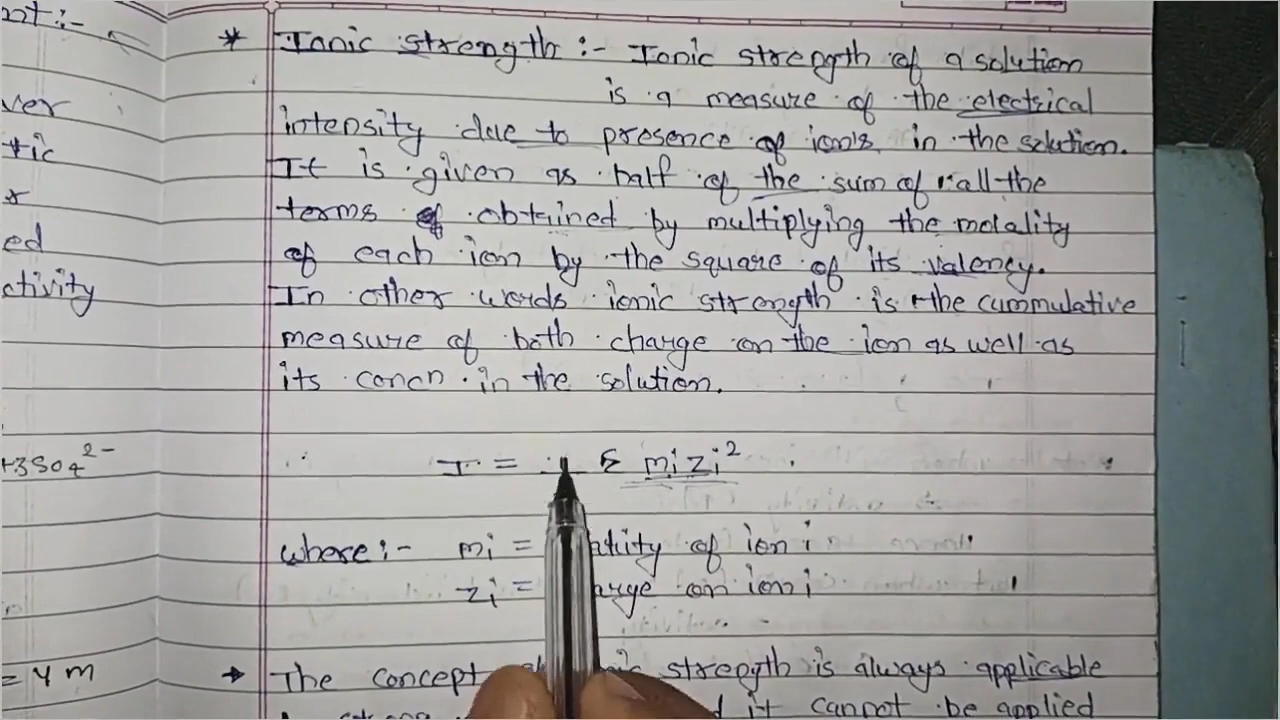 nt:-
ver
tic
ed
ctivity
+3SO4²⁻
= 4 m
* Ionic strength :- Ionic strength of a solution
is a measure of the electrical
intensity due to presence of ions in the solution.
It is given as half of the sum of all the
terms obtained by multiplying the molality
of each ion by the square of its valency.
In other words ionic strength is the cummulative
measure of both charge on the ion as well as
its concn in the solution.
∴ I = Σ mizi²
where:- mi = ality of ion i
zi = arge on ion i
→ The concept strength is always applicable
it cannot be applied